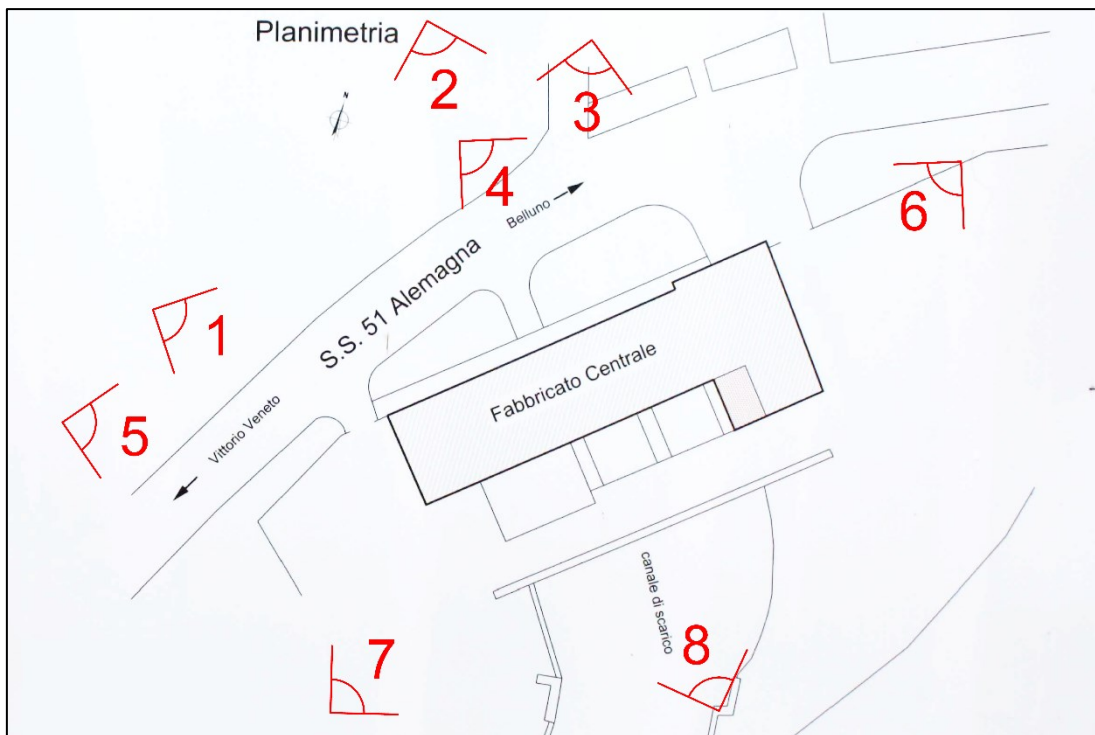 Planimetria
2
3
N
4
Belluno
6
1
S.S. 51 Alemagna
Fabbricato Centrale
5
Vittorio Veneto
canale di scarico
7
8